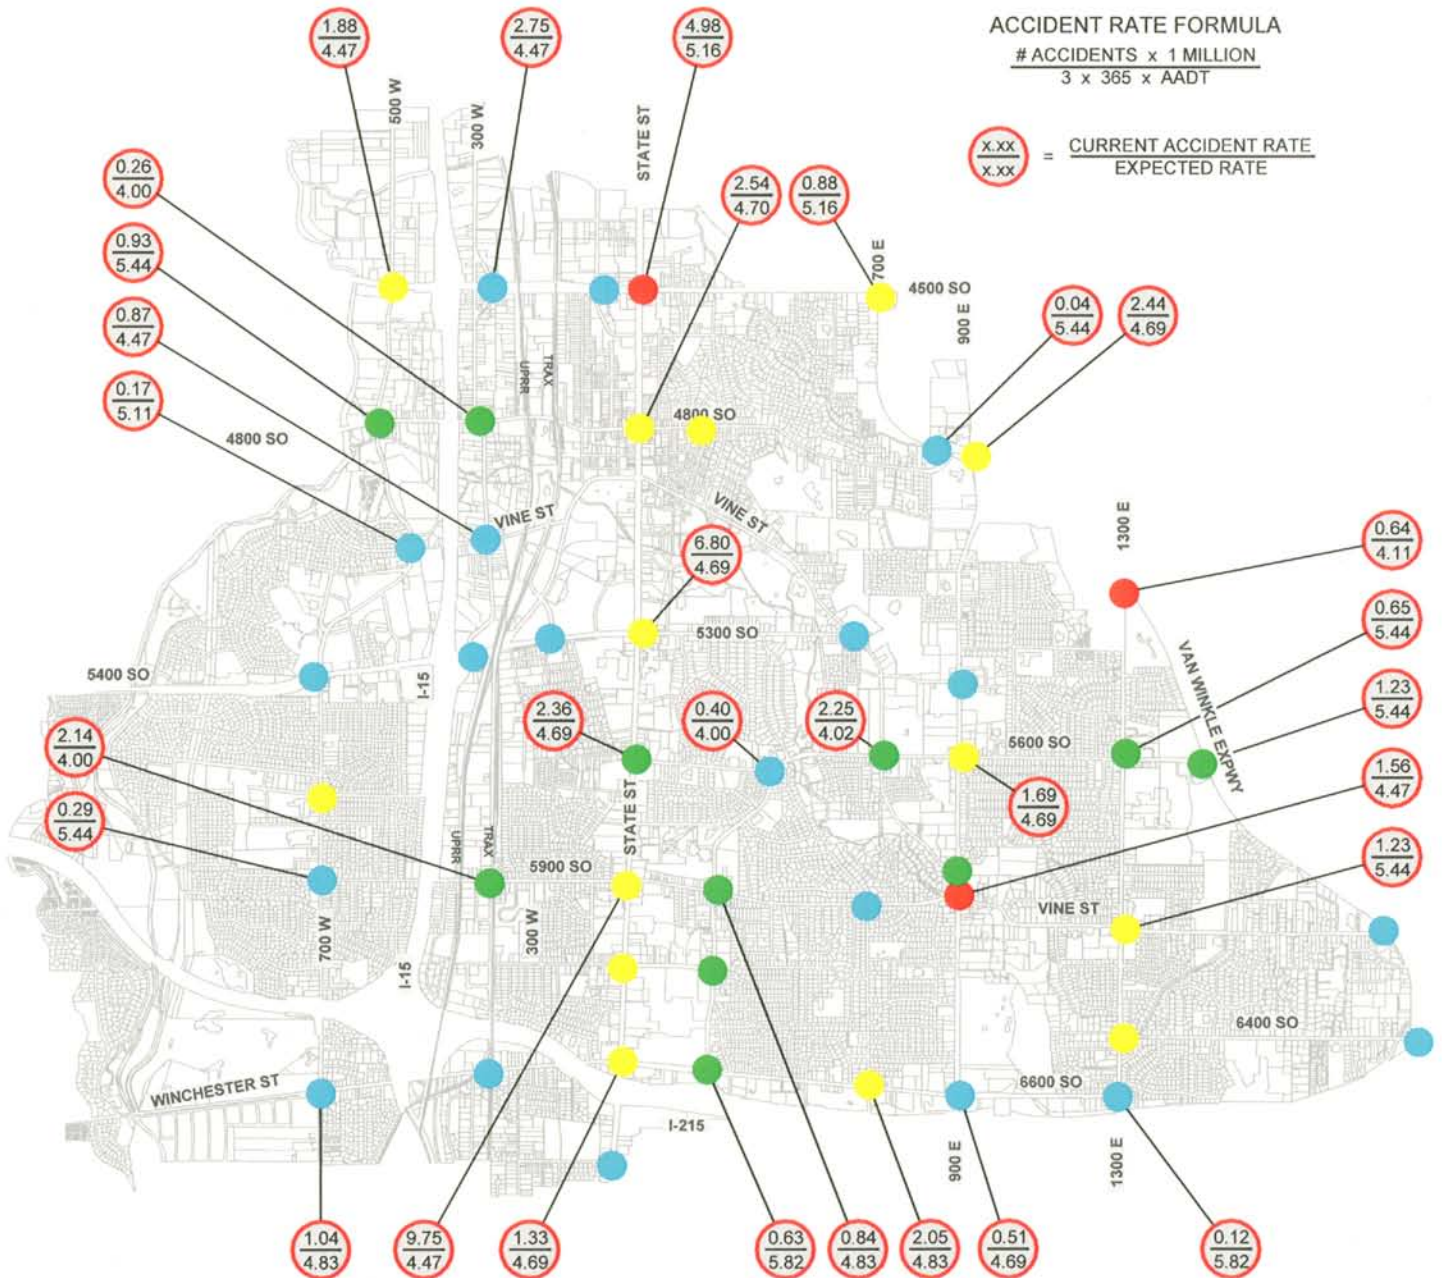 ACCIDENT RATE FORMULA
# ACCIDENTS x 1 MILLION
3 x 365 x AADT
x.xx
x.xx
=
CURRENT ACCIDENT RATE
EXPECTED RATE
1.88
4.47
2.75
4.47
4.98
5.16
500 W
300 W
STATE ST
0.26
4.00
2.54
4.70
0.88
5.16
0.93
5.44
700 E
4500 SO
0.87
4.47
900 E
0.04
5.44
2.44
4.69
0.17
5.11
UPRR
TRAX
4800 SO
4800 SO
VINE ST
VINE ST
1300 E
0.64
4.11
6.80
4.69
5300 SO
0.65
5.44
5400 SO
I-15
VAN WINKLE EXPWY
1.23
5.44
2.14
4.00
2.36
4.69
0.40
4.00
2.25
4.02
5600 SO
1.56
4.47
1.69
4.69
0.29
5.44
UPRR
TRAX
STATE ST
5900 SO
1.23
5.44
VINE ST
700 W
300 W
I-15
6400 SO
WINCHESTER ST
6600 SO
I-215
900 E
1300 E
1.04
4.83
9.75
4.47
1.33
4.69
0.63
5.82
0.84
4.83
2.05
4.83
0.51
4.69
0.12
5.82